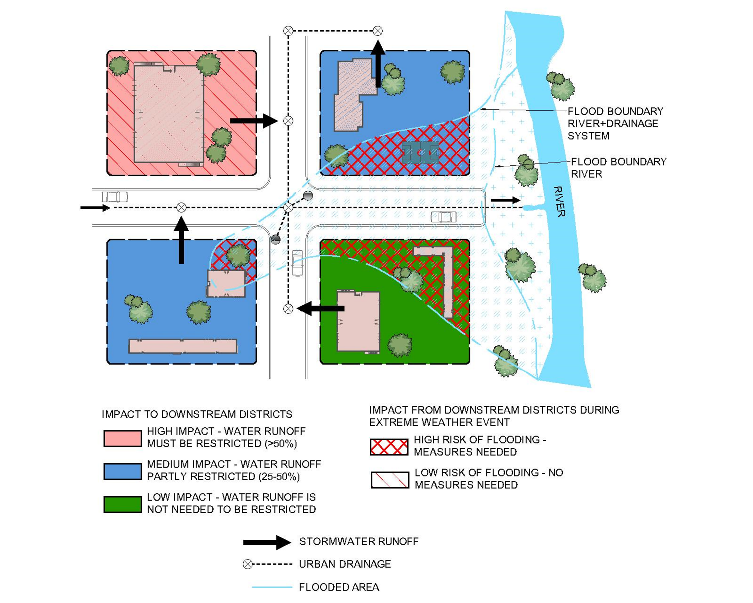 FLOOD BOUNDARY
RIVER+DRAINAGE
SYSTEM
FLOOD BOUNDARY
RIVER
RIVER
IMPACT TO DOWNSTREAM DISTRICTS
HIGH IMPACT - WATER RUNOFF
MUST BE RESTRICTED (>50%)
MEDIUM IMPACT - WATER RUNOFF
PARTLY RESTRICTED (25-50%)
LOW IMPACT - WATER RUNOFF IS
NOT NEEDED TO BE RESTRICTED
IMPACT FROM DOWNSTREAM DISTRICTS DURING
EXTREME WEATHER EVENT
HIGH RISK OF FLOODING -
MEASURES NEEDED
LOW RISK OF FLOODING - NO
MEASURES NEEDED
STORMWATER RUNOFF
URBAN DRAINAGE
FLOODED AREA